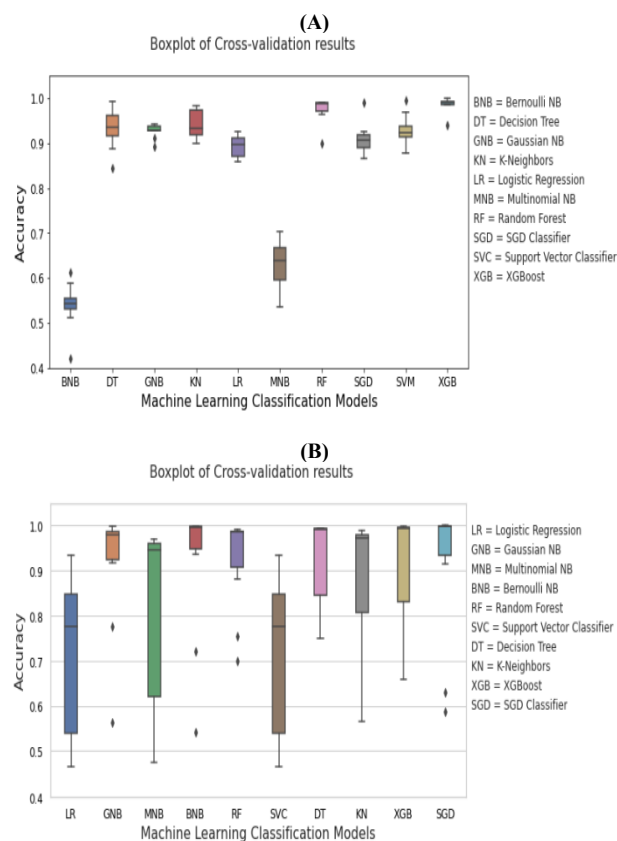 (A)
Boxplot of Cross-validation results
1.0
0.9
0.8
0.7
0.6
0.5
0.4
Accuracy
BNB DT GNB KN LR MNB RF SGD SVM XGB
Machine Learning Classification Models
BNB = Bernoulli NB
DT = Decision Tree
GNB = Gaussian NB
KN = K-Neighbors
LR = Logistic Regression
MNB = Multinomial NB
RF = Random Forest
SGD = SGD Classifier
SVC = Support Vector Classifier
XGB = XGBoost
(B)
Boxplot of Cross-validation results
1.0
0.9
0.8
0.7
0.6
0.5
0.4
Accuracy
LR GNB MNB BNB RF SVC DT KN XGB SGD
Machine Learning Classification Models
LR = Logistic Regression
GNB = Gaussian NB
MNB = Multinomial NB
BNB = Bernoulli NB
RF = Random Forest
SVC = Support Vector Classifier
DT = Decision Tree
KN = K-Neighbors
XGB = XGBoost
SGD = SGD Classifier